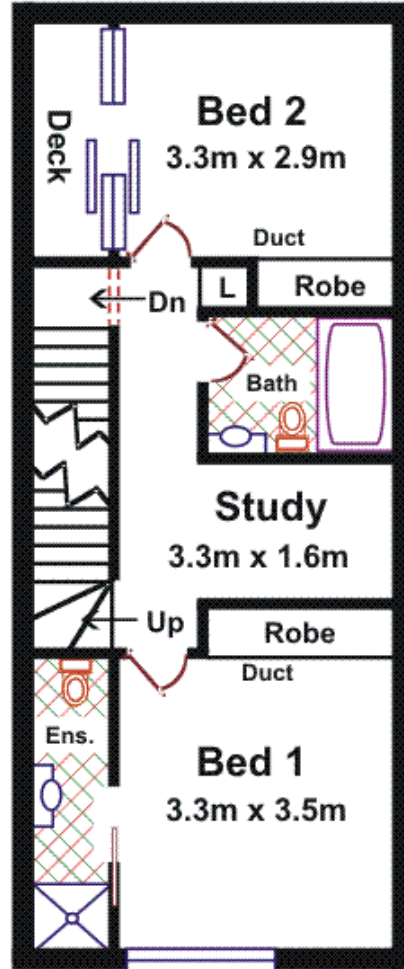 Deck
Bed 2
3.3m x 2.9m
Duct
Dn
L
Robe
Bath
Study
3.3m x 1.6m
Up
Robe
Duct
Ens.
Bed 1
3.3m x 3.5m